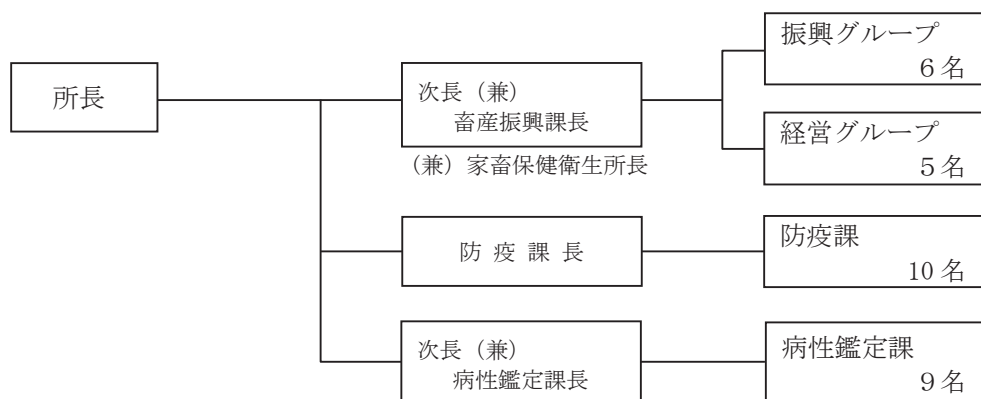 所長
次長（兼）
畜産振興課長
（兼）家畜保健衛生所長
振興グループ
６名
経営グループ
５名
防 疫 課 長
防疫課
10 名
次長（兼）
病性鑑定課長
病性鑑定課
９名